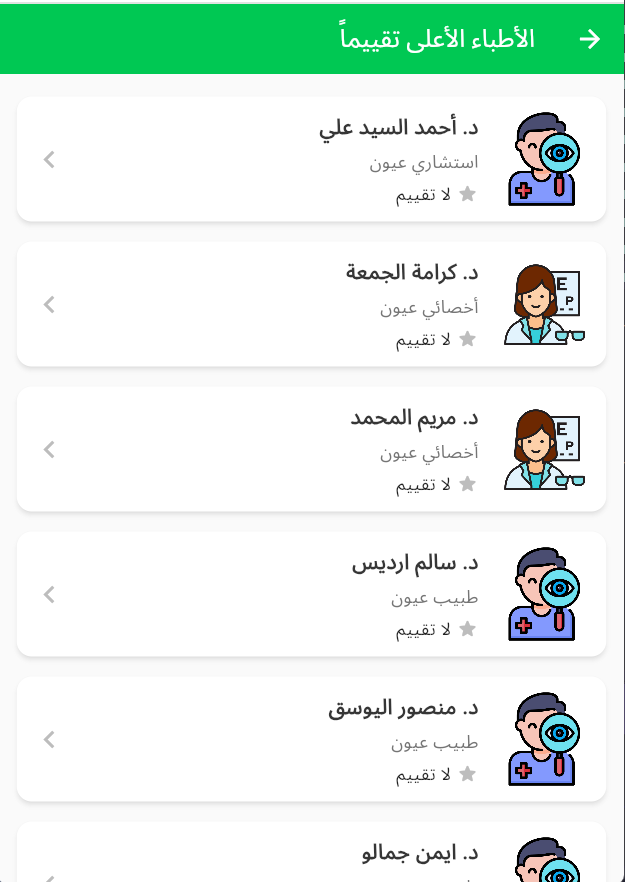 الأطباء الأعلى تقييماً
د. أحمد السيد علي
استشاري عيون
لا تقييم
د. كرامة الجمعة
أخصائي عيون
لا تقييم
E
P
د. مريم المحمد
أخصائي عيون
لا تقييم
E
P
د. سالم ارديس
طبيب عيون
لا تقييم
د. منصور اليوسق
طبيب عيون
لا تقييم
د. ايمن جمالو